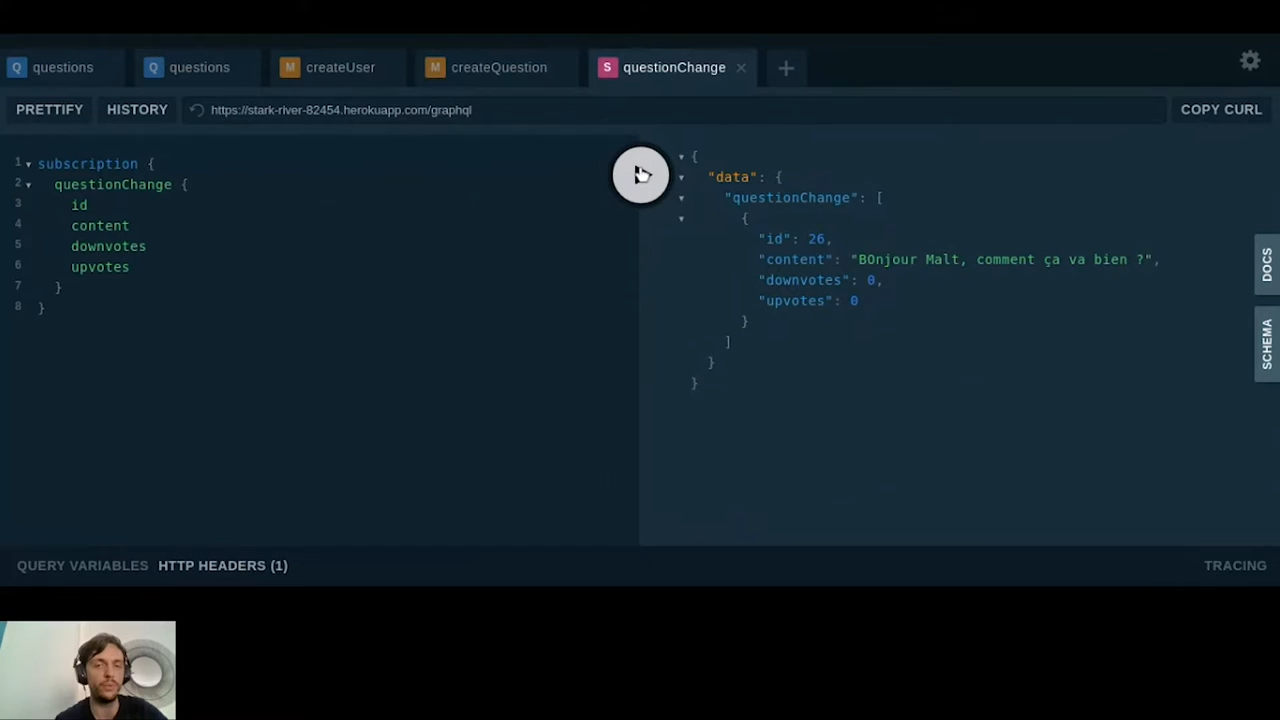 Q questions Q questions M createUser M createQuestion S questionChange × +
PRETTIFY HISTORY https://stark-river-82454.herokuapp.com/graphql COPY CURL
1 subscription {
2 questionChange {
3 id
4 content
5 downvotes
6 upvotes
7 }
8 }
{
"data": {
"questionChange": [
{
"id": 26,
"content": "BOnjour Malt, comment ça va bien ?",
"downvotes": 0,
"upvotes": 0
}
]
}
}
DOCS
SCHEMA
QUERY VARIABLES HTTP HEADERS (1) TRACING